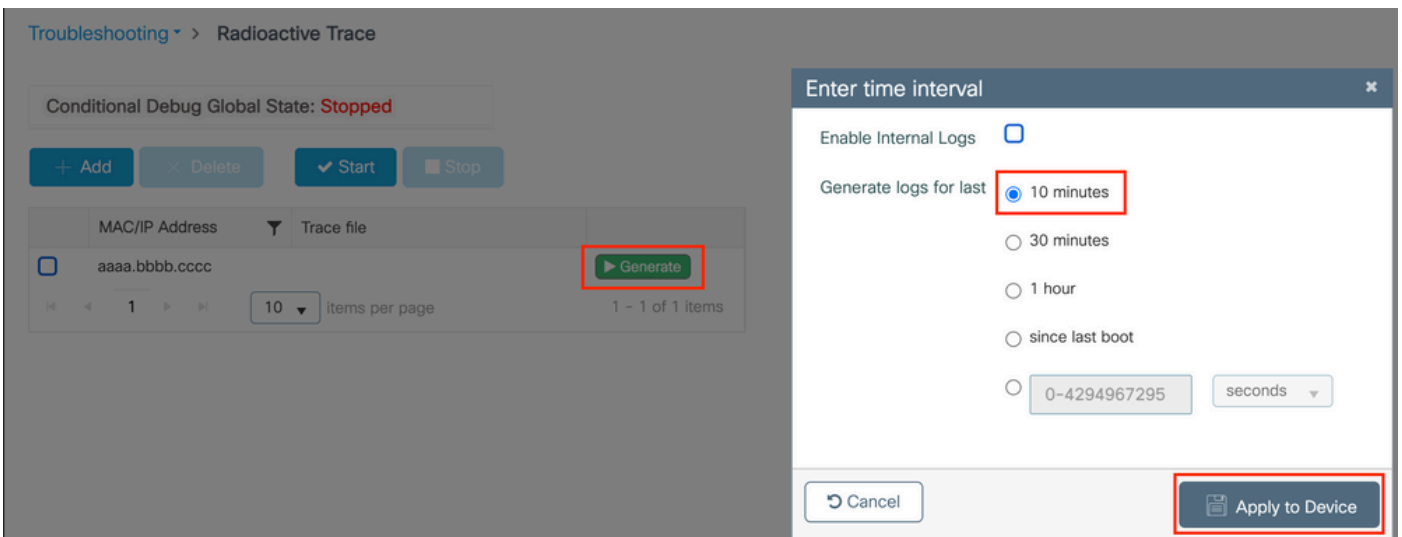 Troubleshooting > Radioactive Trace
Conditional Debug Global State: Stopped
+ Add
× Delete
Start
Stop
MAC/IP Address
Trace file
aaaa.bbbb.cccc
Generate
1
10
items per page
1 - 1 of 1 items
Enter time interval
Enable Internal Logs
Generate logs for last
10 minutes
30 minutes
1 hour
since last boot
0-4294967295
seconds
Cancel
Apply to Device